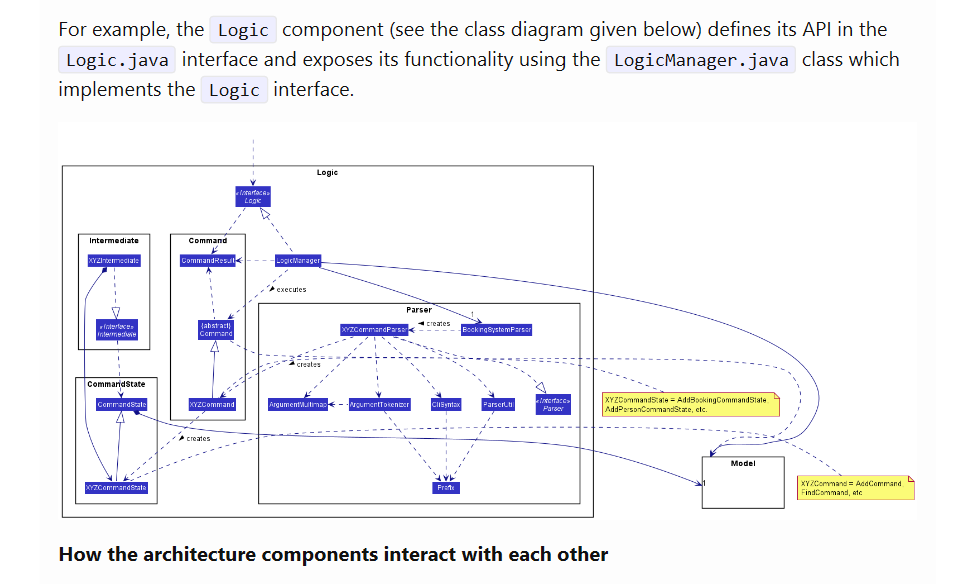 For example, the Logic component (see the class diagram given below) defines its API in the
Logic.java interface and exposes its functionality using the LogicManager.java class which
implements the Logic interface.
Logic
«Interface»
Logic
Intermediate
Command
XYZIntermediate
CommandResult
LogicManager
executes
Parser
1
«Interface»
Intermediate
{abstract}
Command
XYZCommandParser
creates
BookingSystemParser
creates
CommandState
CommandState
XYZCommand
ArgumentMultimap
ArgumentTokenizer
CliSyntax
ParserUtil
«Interface»
Parser
XYZCommandState = AddBookingCommandState,
AddPersonCommandState, etc.
creates
XYZCommandState
Prefix
Model
1
XYZCommand = AddCommand,
FindCommand, etc
How the architecture components interact with each other